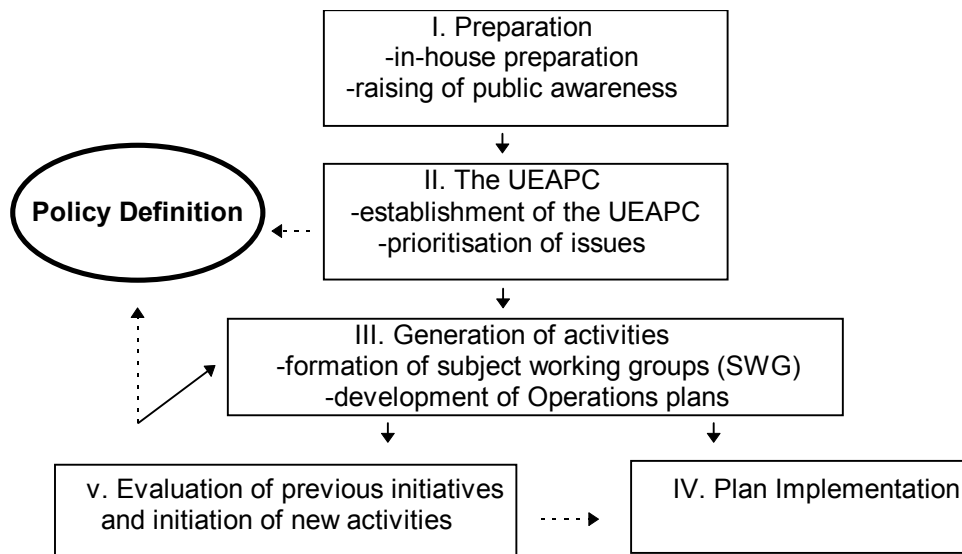 I. Preparation
-in-house preparation
-raising of public awareness
II. The UEAPC
-establishment of the UEAPC
-prioritisation of issues
Policy Definition
III. Generation of activities
-formation of subject working groups (SWG)
-development of Operations plans
v. Evaluation of previous initiatives
and initiation of new activities
IV. Plan Implementation